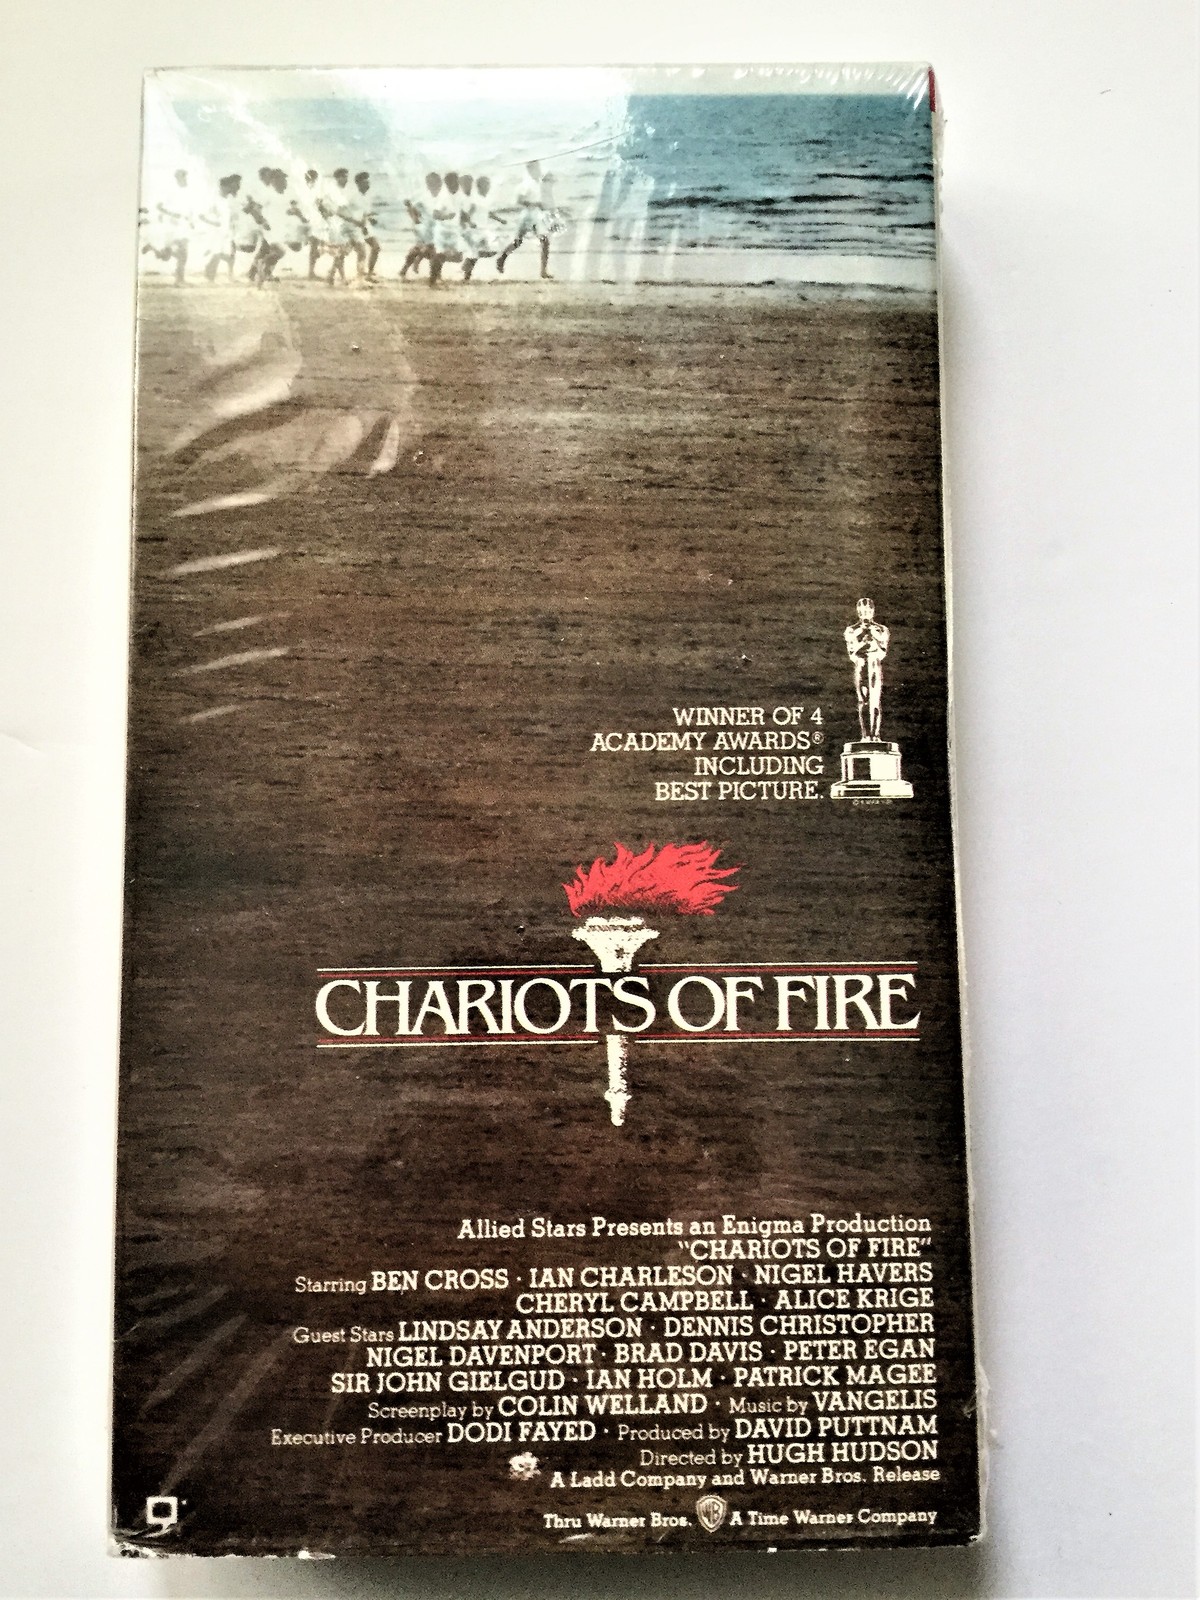 WINNER OF 4
ACADEMY AWARDS®
INCLUDING
BEST PICTURE.
CHARIOTS OF FIRE
Allied Stars Presents an Enigma Production
"CHARIOTS OF FIRE"
Starring BEN CROSS · IAN CHARLESON · NIGEL HAVERS
CHERYL CAMPBELL · ALICE KRIGE
Guest Stars LINDSAY ANDERSON · DENNIS CHRISTOPHER
NIGEL DAVENPORT · BRAD DAVIS · PETER EGAN
SIR JOHN GIELGUD · IAN HOLM · PATRICK MAGEE
Screenplay by COLIN WELLAND · Music by VANGELIS
Executive Producer DODI FAYED · Produced by DAVID PUTTNAM
Directed by HUGH HUDSON
A Ladd Company and Warner Bros. Release
Thru Warner Bros. WB A Time Warner Company